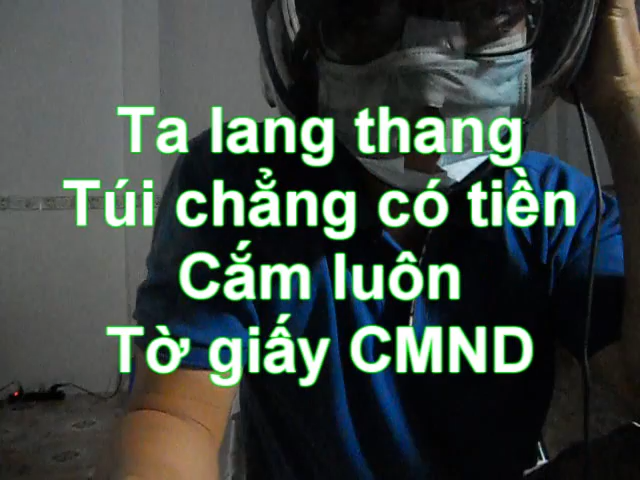 Ta lang thang
Túi chẳng có tiền
Cắm luôn
Tờ giấy CMND